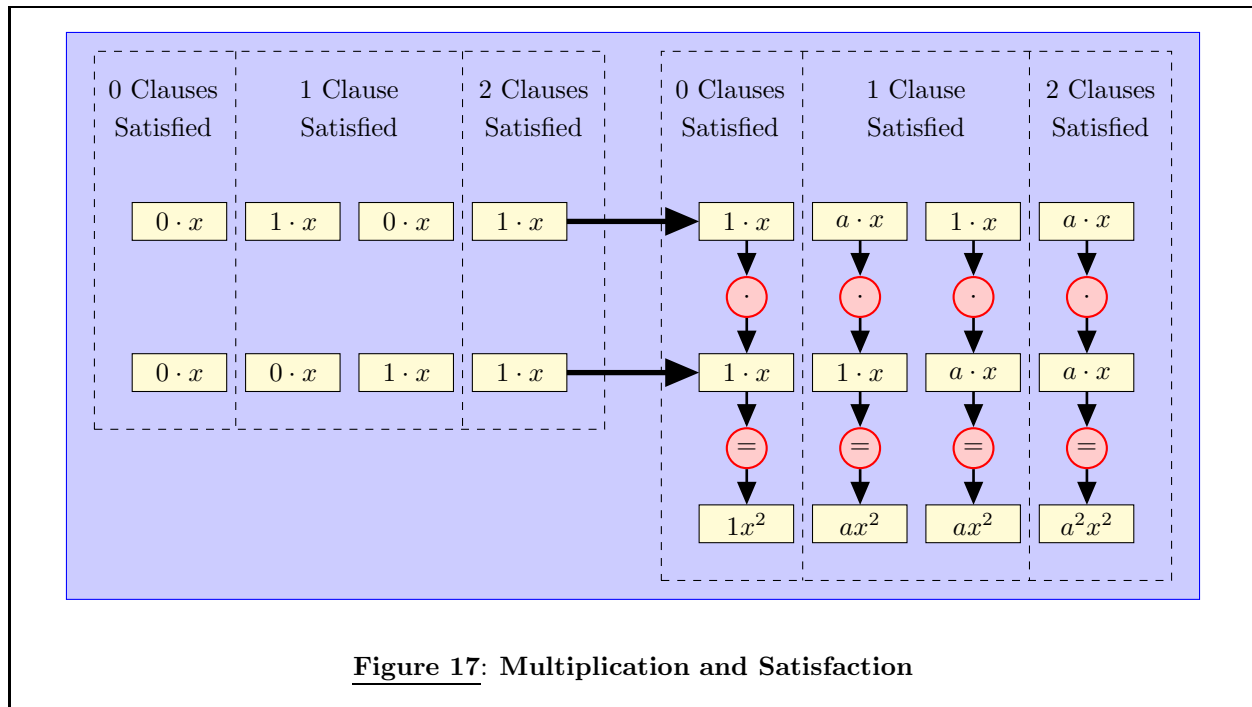 0 Clauses 1 Clause 2 Clauses 0 Clauses 1 Clause 2 Clauses
Satisfied Satisfied Satisfied Satisfied Satisfied Satisfied
0 · x 1 · x 0 · x 1 · x 1 · x a · x 1 · x a · x
· · · ·
0 · x 0 · x 1 · x 1 · x 1 · x 1 · x a · x a · x
= = = =
1x² ax² ax² a²x²
Figure 17: Multiplication and Satisfaction